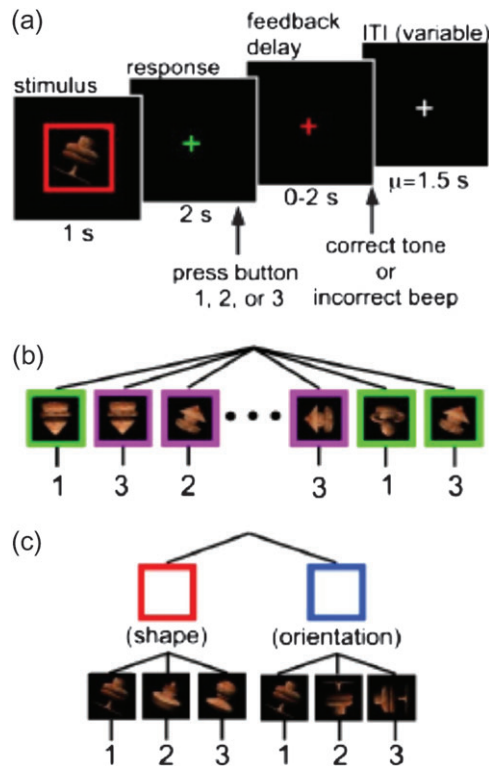 (a)
stimulus
response
feedback
delay
ITI (variable)
1 s
2 s
0-2 s
μ=1.5 s
press button
1, 2, or 3
correct tone
or
incorrect beep
(b)
1 3 2 3 1 3
(c)
(shape) (orientation)
1 2 3 1 2 3